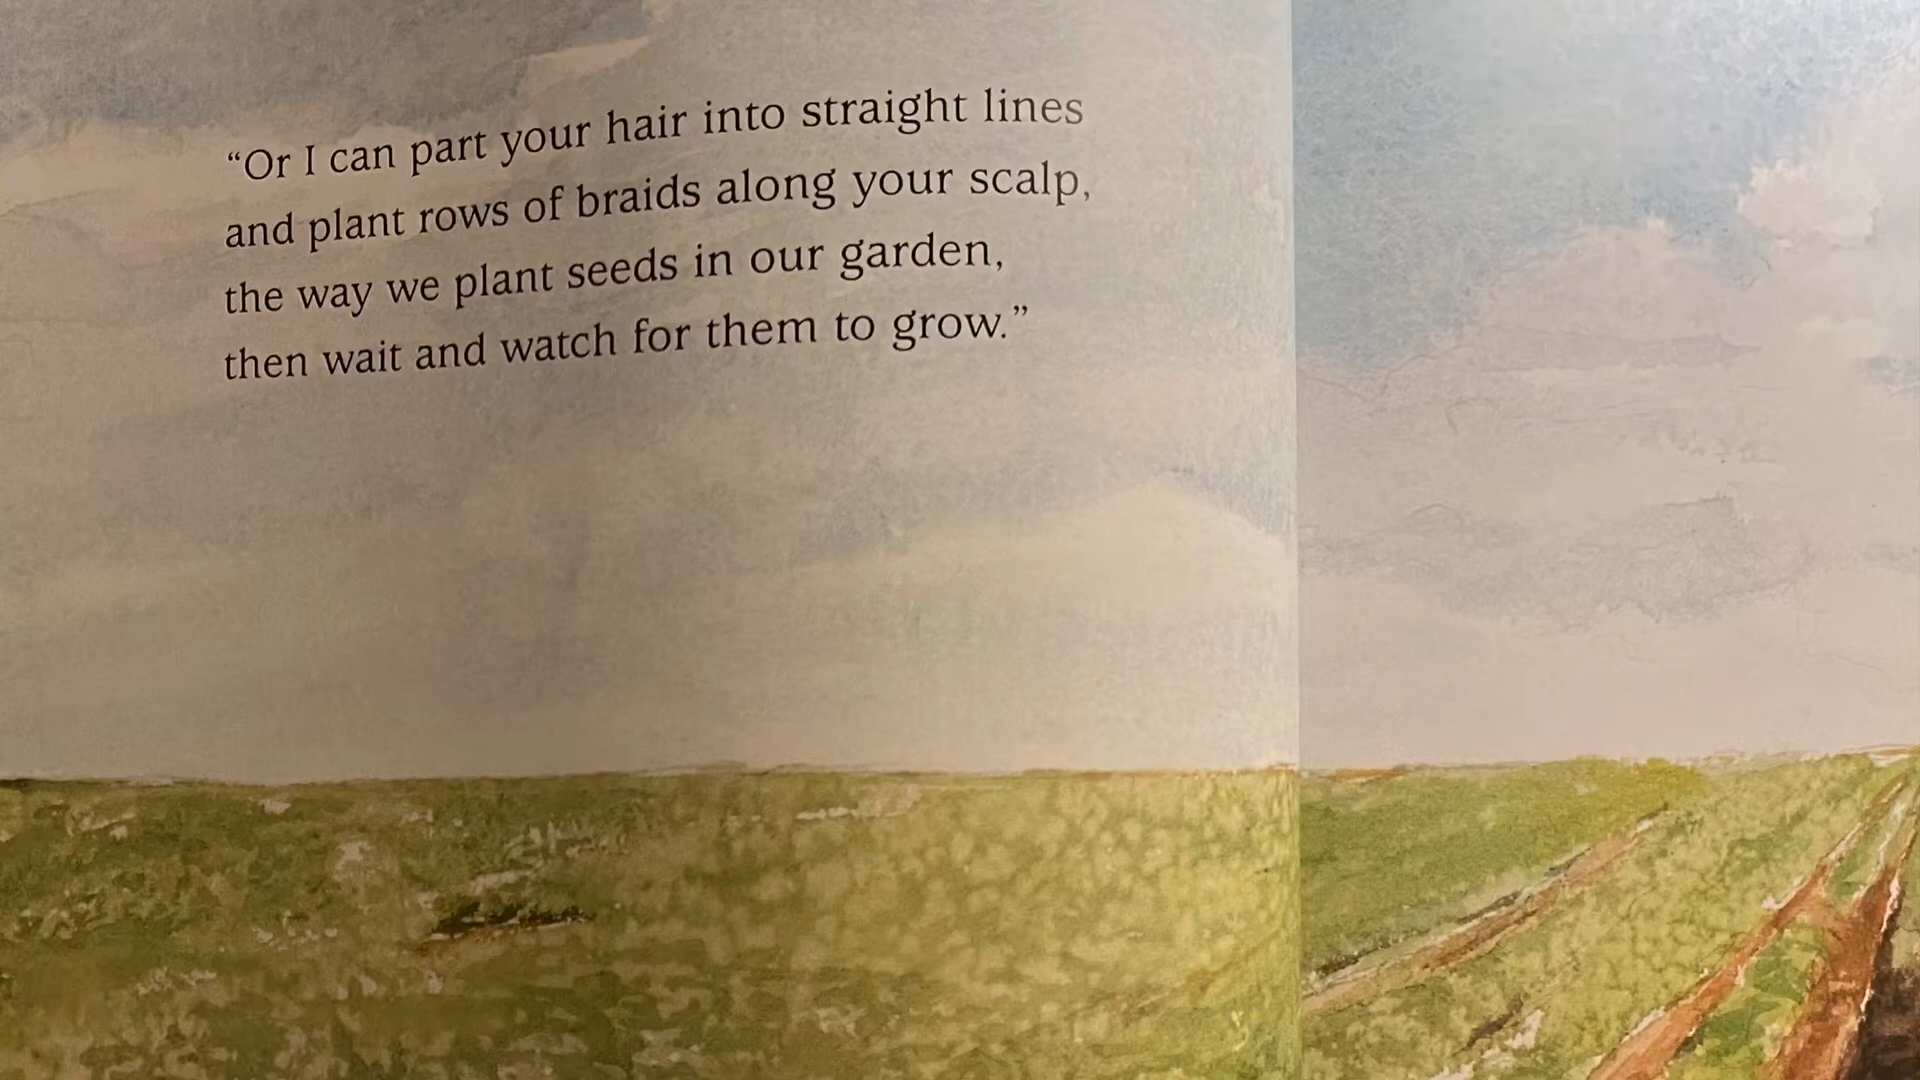 “Or I can part your hair into straight lines
and plant rows of braids along your scalp,
the way we plant seeds in our garden,
then wait and watch for them to grow.”